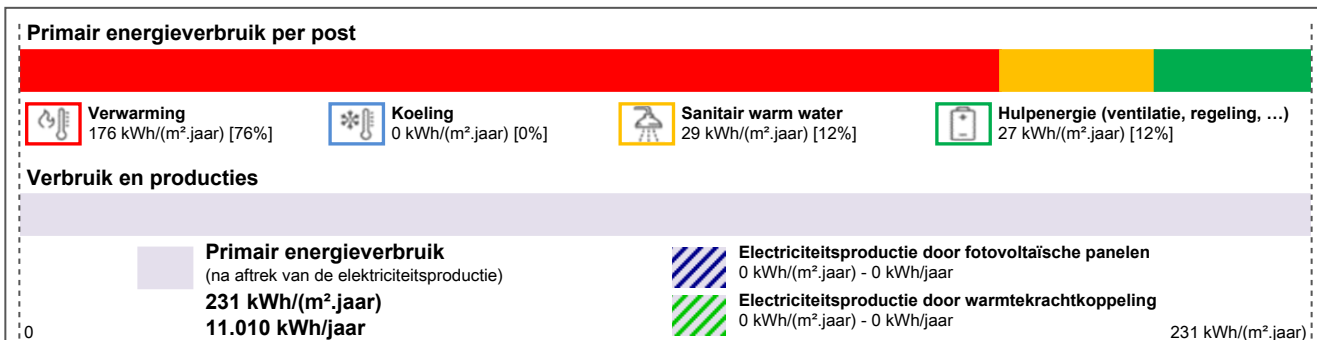 Primair energieverbruik per post
Verwarming
176 kWh/(m².jaar) [76%]
Koeling
0 kWh/(m².jaar) [0%]
Sanitair warm water
29 kWh/(m².jaar) [12%]
Hulpenergie (ventilatie, regeling, …)
27 kWh/(m².jaar) [12%]
Verbruik en producties
Primair energieverbruik
(na aftrek van de elektriciteitsproductie)
231 kWh/(m².jaar)
11.010 kWh/jaar
Electriciteitsproductie door fotovoltaïsche panelen
0 kWh/(m².jaar) - 0 kWh/jaar
Electriciteitsproductie door warmtekrachtkoppeling
0 kWh/(m².jaar) - 0 kWh/jaar
0
231 kWh/(m².jaar)